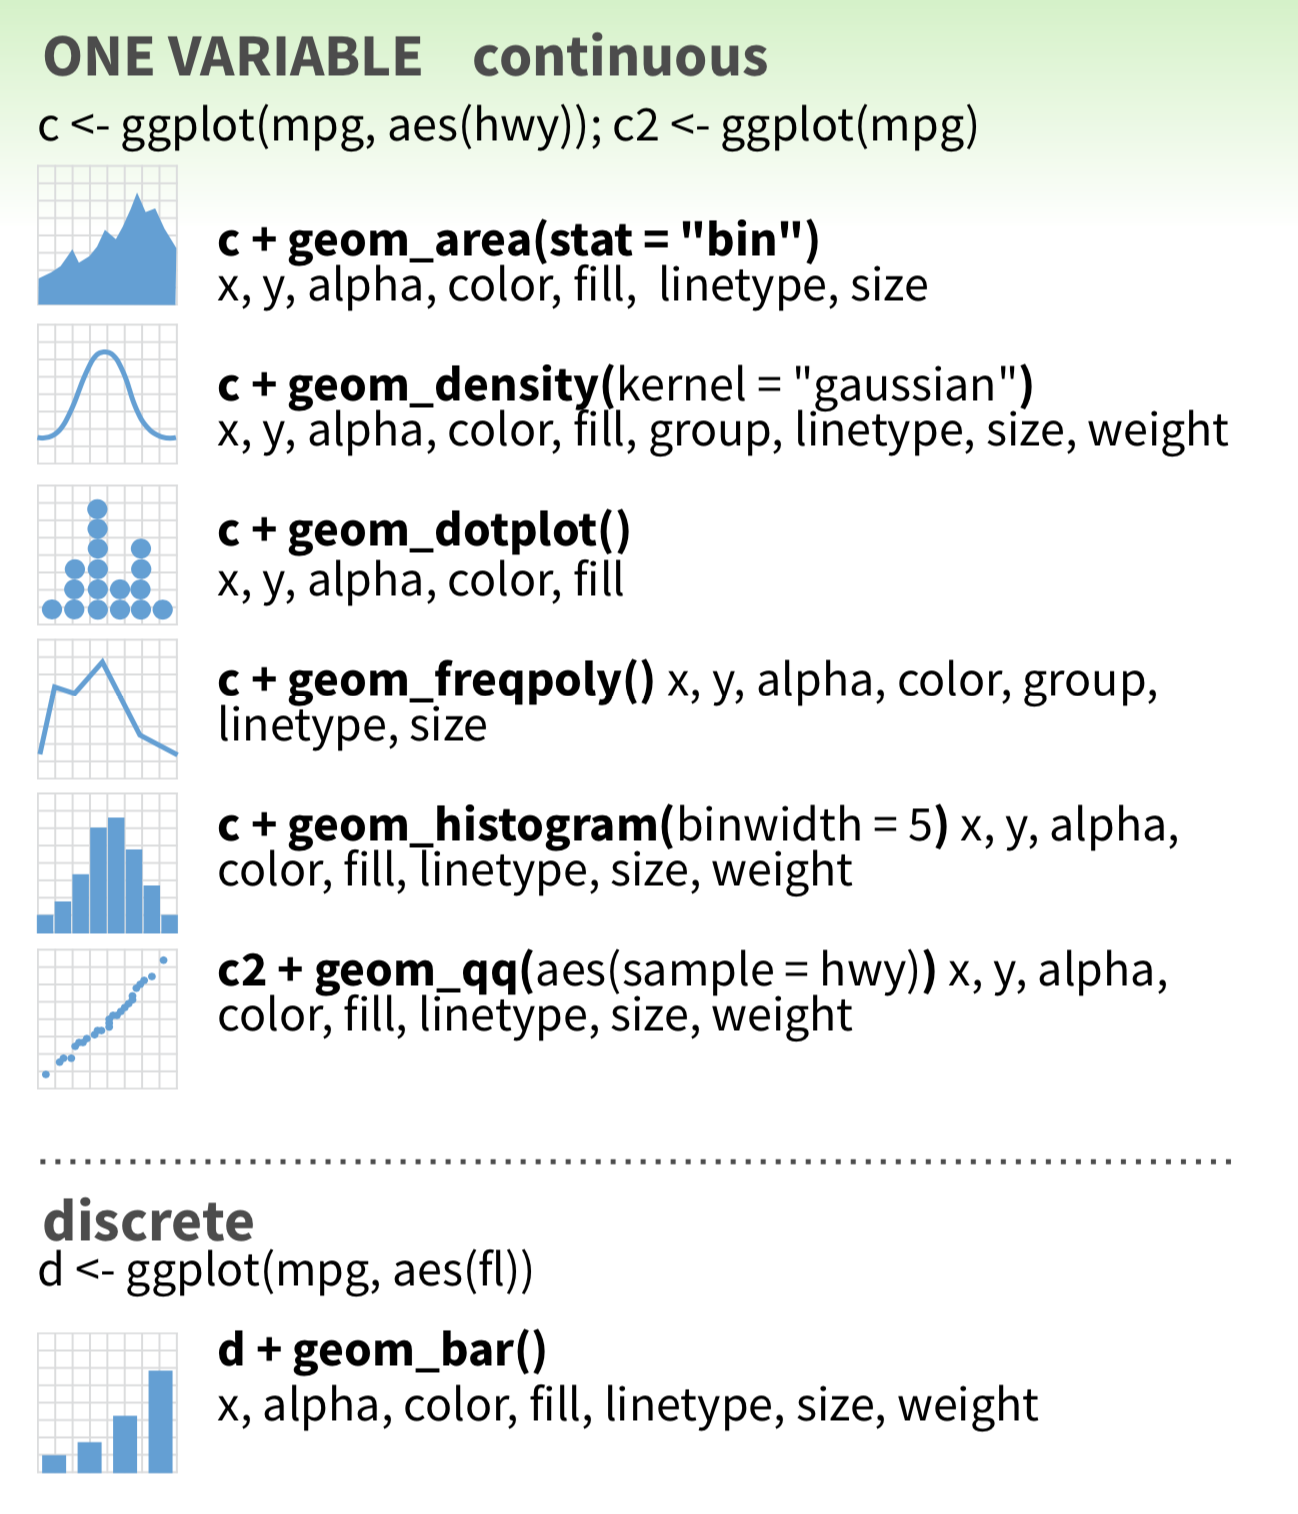 ONE VARIABLE continuous
c <- ggplot(mpg, aes(hwy)); c2 <- ggplot(mpg)
c + geom_area(stat = "bin")
x, y, alpha, color, fill, linetype, size
c + geom_density(kernel = "gaussian")
x, y, alpha, color, fill, group, linetype, size, weight
c + geom_dotplot()
x, y, alpha, color, fill
c + geom_freqpoly() x, y, alpha, color, group,
linetype, size
c + geom_histogram(binwidth = 5) x, y, alpha,
color, fill, linetype, size, weight
c2 + geom_qq(aes(sample = hwy)) x, y, alpha,
color, fill, linetype, size, weight
discrete
d <- ggplot(mpg, aes(fl))
d + geom_bar()
x, alpha, color, fill, linetype, size, weight